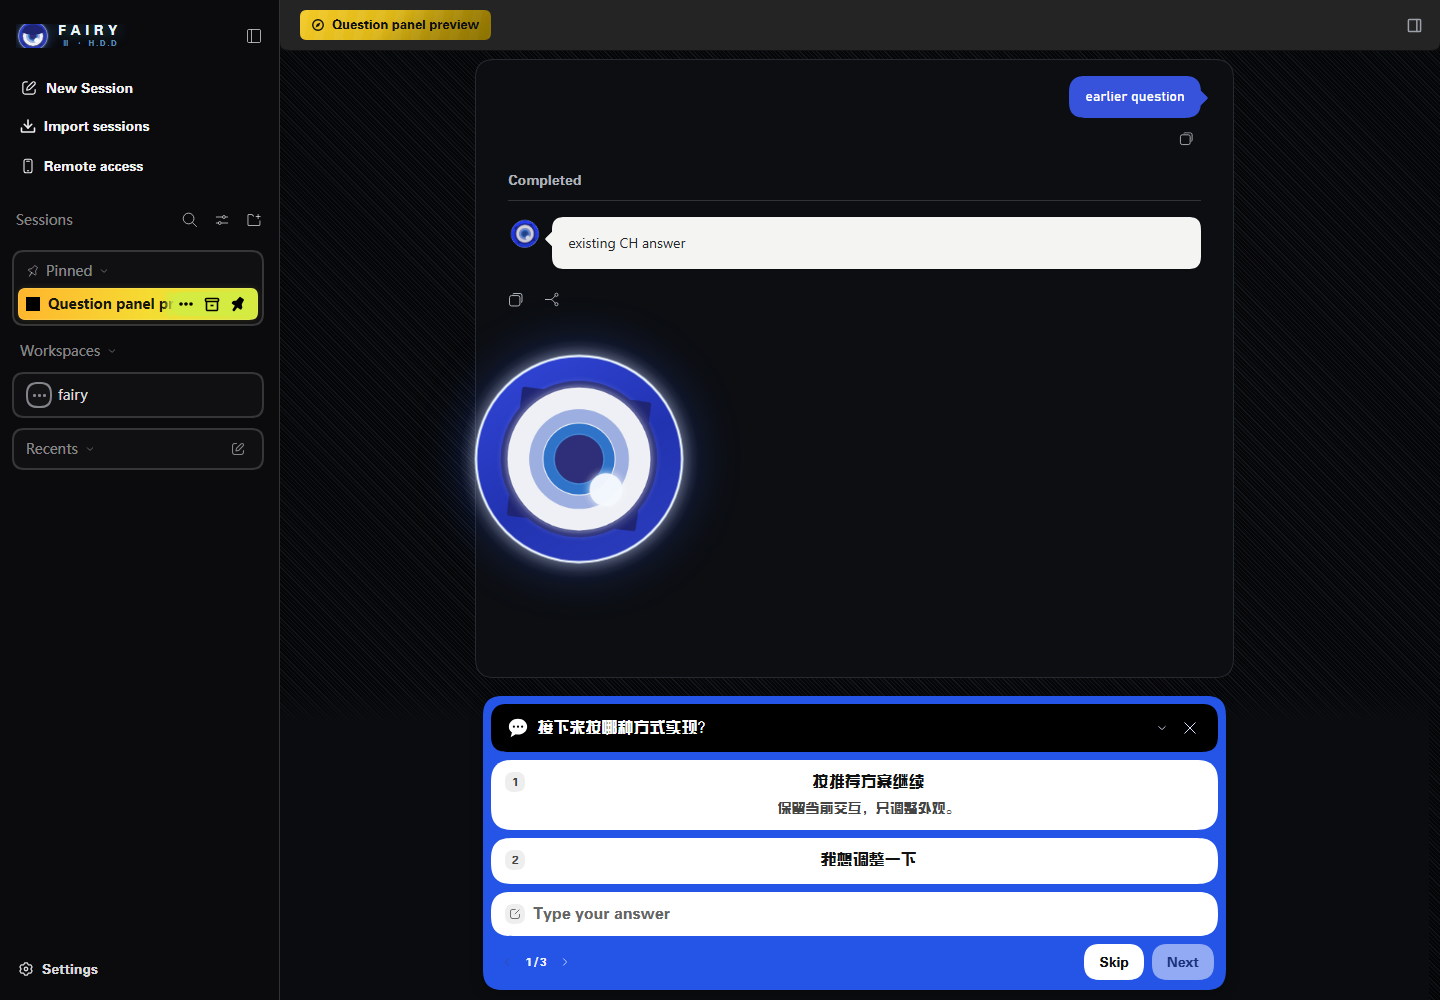 FAIRY
III · H.D.D
New Session
Import sessions
Remote access
Sessions
Pinned
Question panel pr
Workspaces
fairy
Recents
Settings
Question panel preview
earlier question
Completed
existing CH answer
接下来按哪种方式实现?
1
按推荐方案继续
保留当前交互，只调整外观。
2
我想调整一下
Type your answer
1/3
Skip
Next